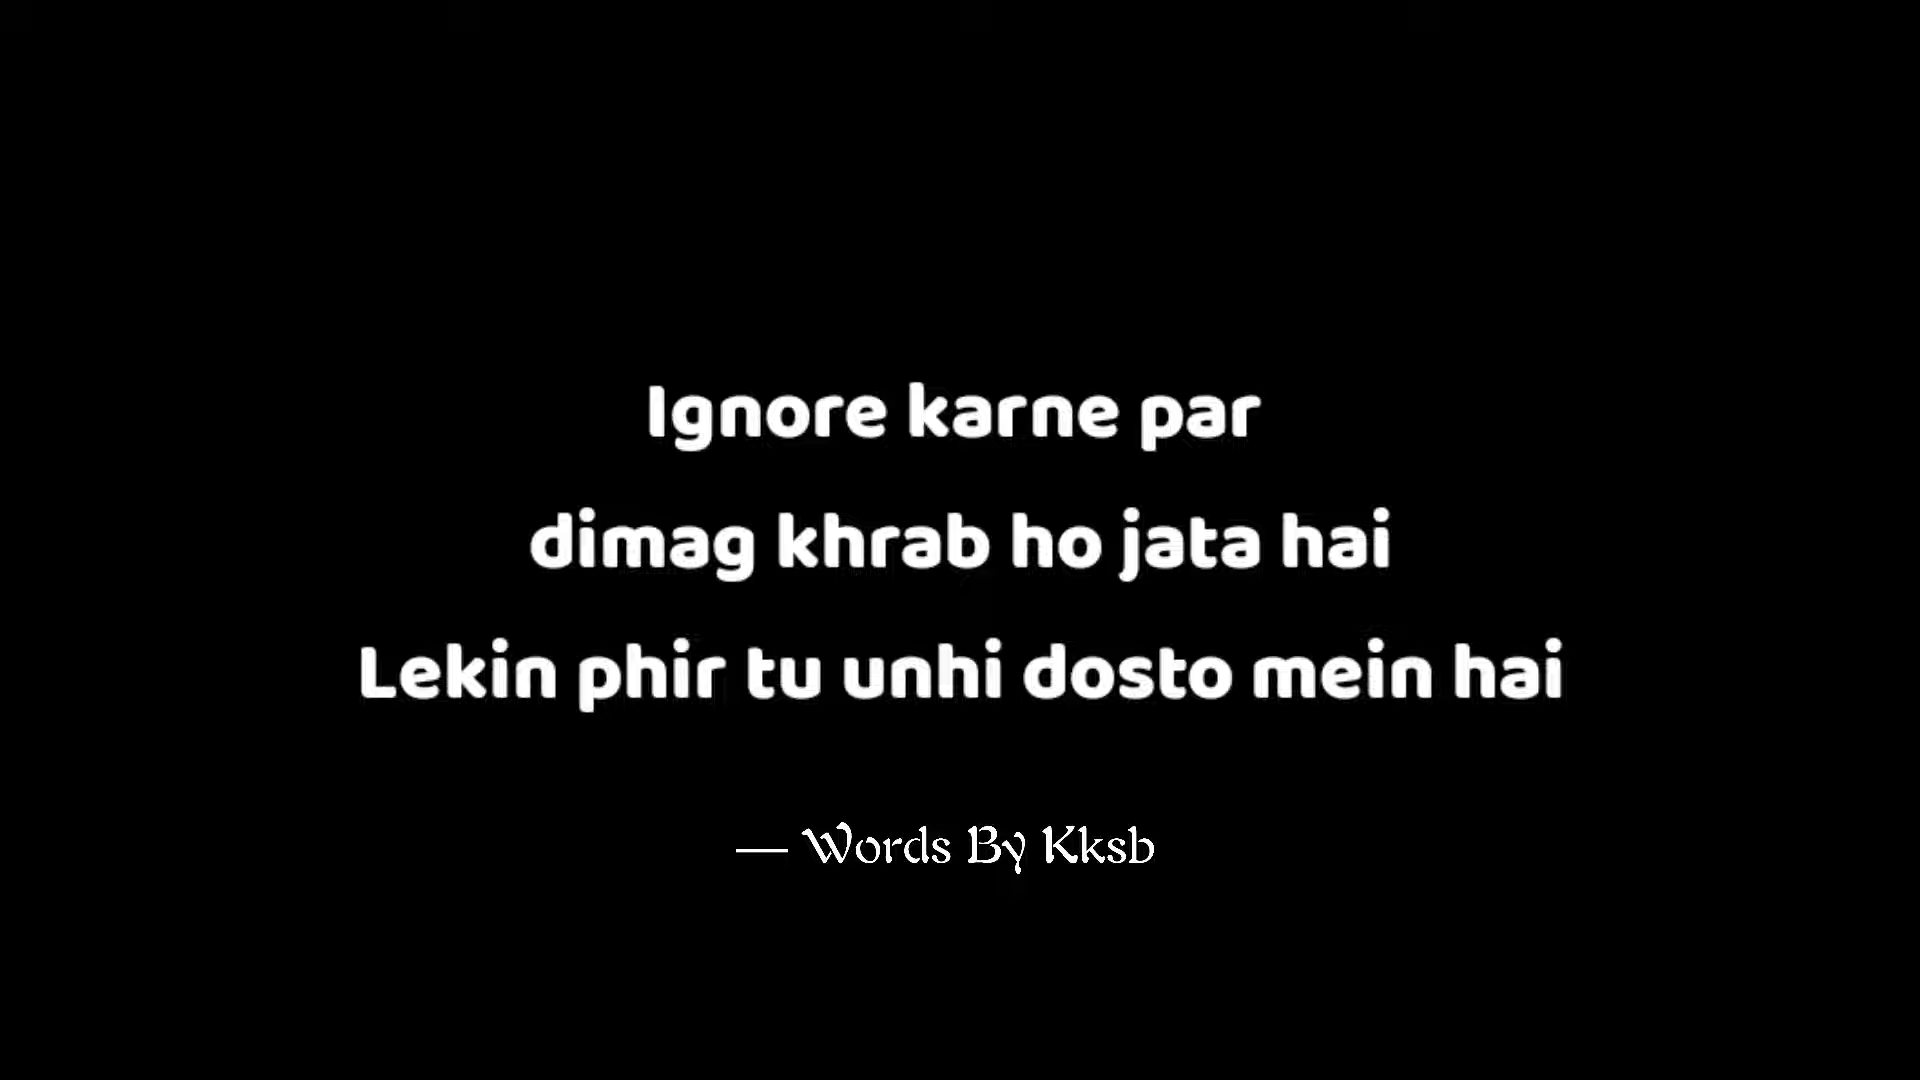 Ignore karne par
dimag khrab ho jata hai
Lekin phir tu unhi dosto mein hai
— Words By Kksb